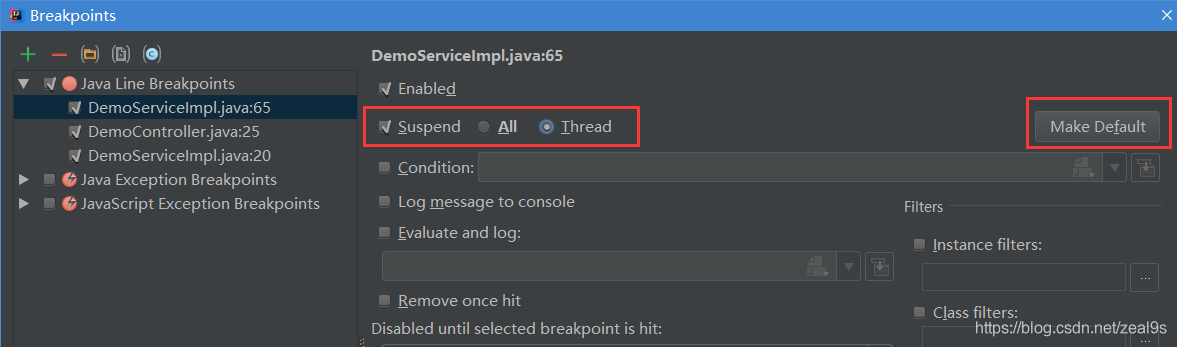 Breakpoints
DemoServiceImpl.java:65
Java Line Breakpoints
DemoServiceImpl.java:65
DemoController.java:25
DemoServiceImpl.java:20
Java Exception Breakpoints
JavaScript Exception Breakpoints
Enabled
Suspend All Thread
Make Default
Condition:
Log message to console
Evaluate and log:
Remove once hit
Disabled until selected breakpoint is hit:
Filters
Instance filters:
...
Class filters:
...
https://blog.csdn.net/zeal9s